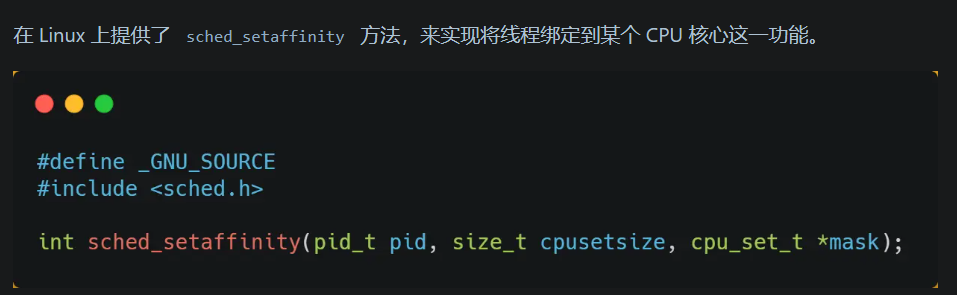 在 Linux 上提供了 sched_setaffinity 方法，来实现将线程绑定到某个 CPU 核心这一功能。
#define _GNU_SOURCE
#include <sched.h>
int sched_setaffinity(pid_t pid, size_t cpusetsize, cpu_set_t *mask);